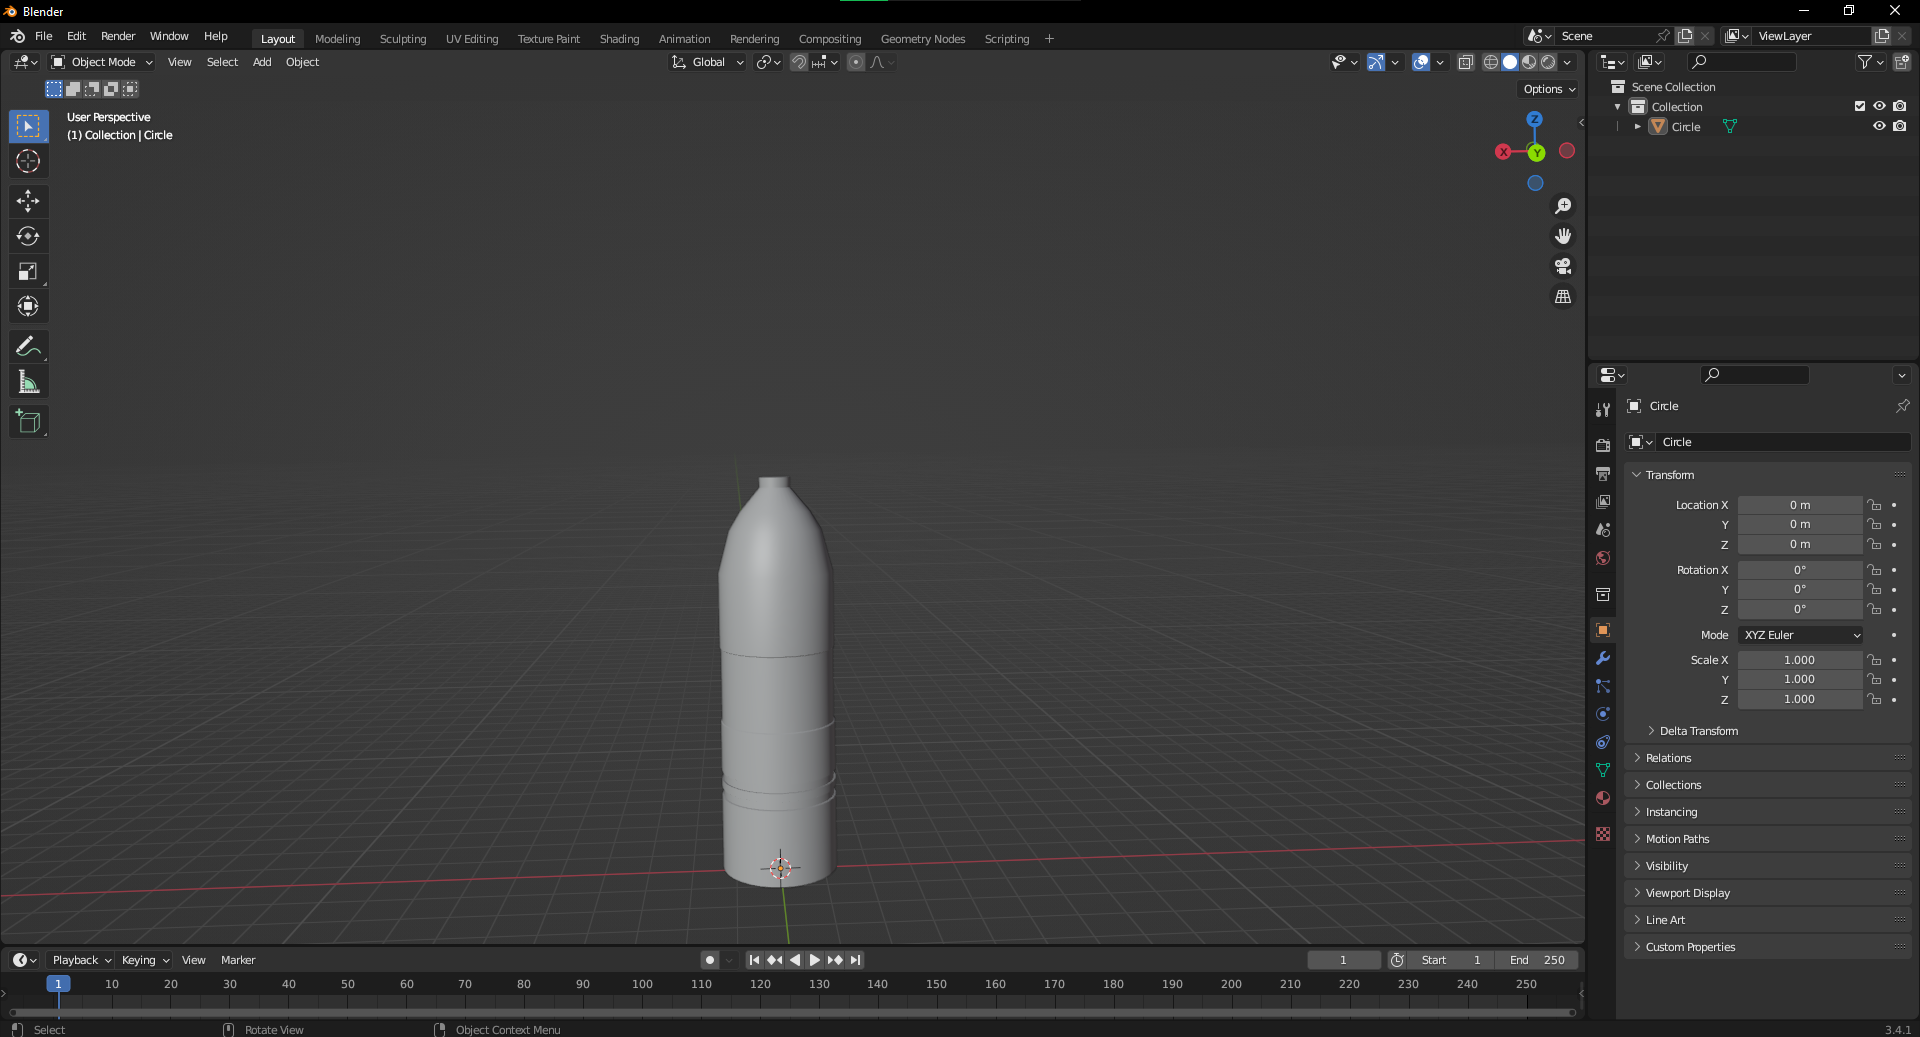 Blender
File Edit Render Window Help Layout Modeling Sculpting UV Editing Texture Paint Shading Animation Rendering Compositing Geometry Nodes Scripting + Scene ViewLayer
Object Mode View Select Add Object Global
Options
User Perspective
(1) Collection | Circle
Z
X Y
Scene Collection
Collection
Circle
Circle
Circle
Transform
Location X 0 m
Y 0 m
Z 0 m
Rotation X 0°
Y 0°
Z 0°
Mode XYZ Euler
Scale X 1.000
Y 1.000
Z 1.000
Delta Transform
Relations
Collections
Instancing
Motion Paths
Visibility
Viewport Display
Line Art
Custom Properties
Playback Keying View Marker 1 Start 1 End 250
1 10 20 30 40 50 60 70 80 90 100 110 120 130 140 150 160 170 180 190 200 210 220 230 240 250
Select Rotate View Object Context Menu 3.4.1